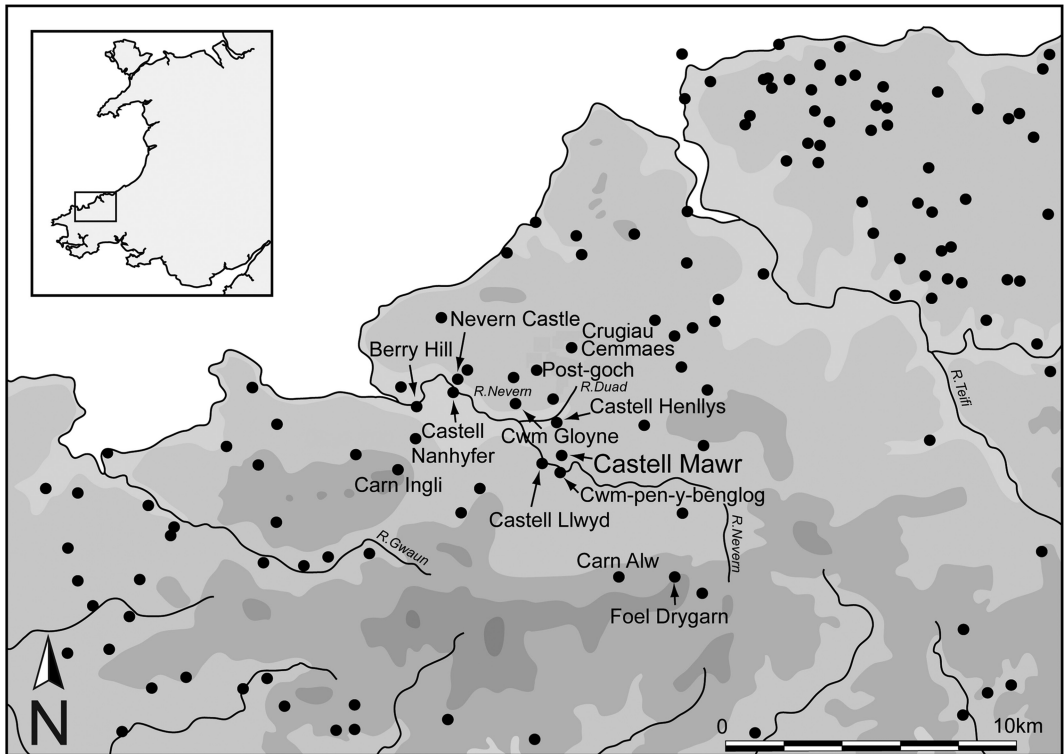 Nevern Castle
Crugiau
Cemmaes
Berry Hill
Post-goch
R.Nevern
R.Duad
Castell Henllys
R.Teifi
Castell
Nanhyfer
Cwm Gloyne
Castell Mawr
Carn Ingli
Cwm-pen-y-benglog
Castell Llwyd
R.Gwaun
R.Nevern
Carn Alw
Foel Drygarn
N
0
10km